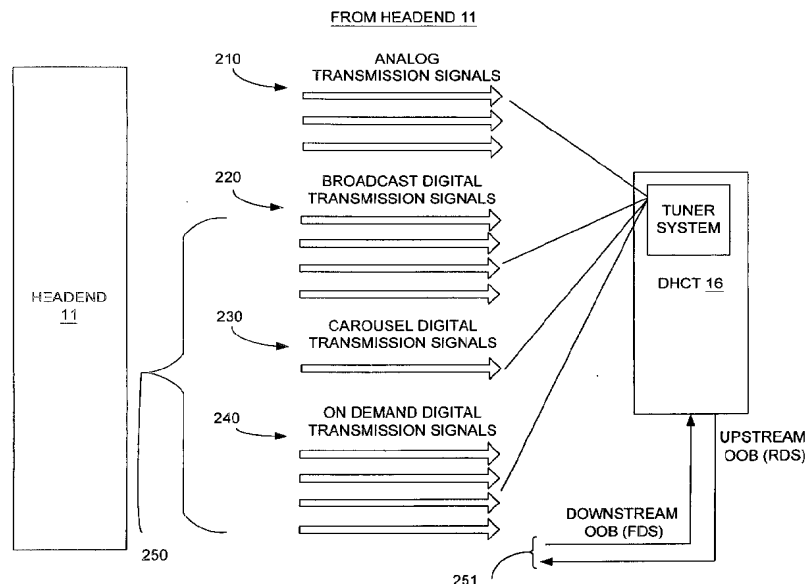 FROM HEADEND 11
210
ANALOG
TRANSMISSION SIGNALS
220
BROADCAST DIGITAL
TRANSMISSION SIGNALS
TUNER
SYSTEM
DHCT 16
HEADEND
11
230
CAROUSEL DIGITAL
TRANSMISSION SIGNALS
240
ON DEMAND DIGITAL
TRANSMISSION SIGNALS
UPSTREAM
OOB (RDS)
DOWNSTREAM
OOB (FDS)
250
251